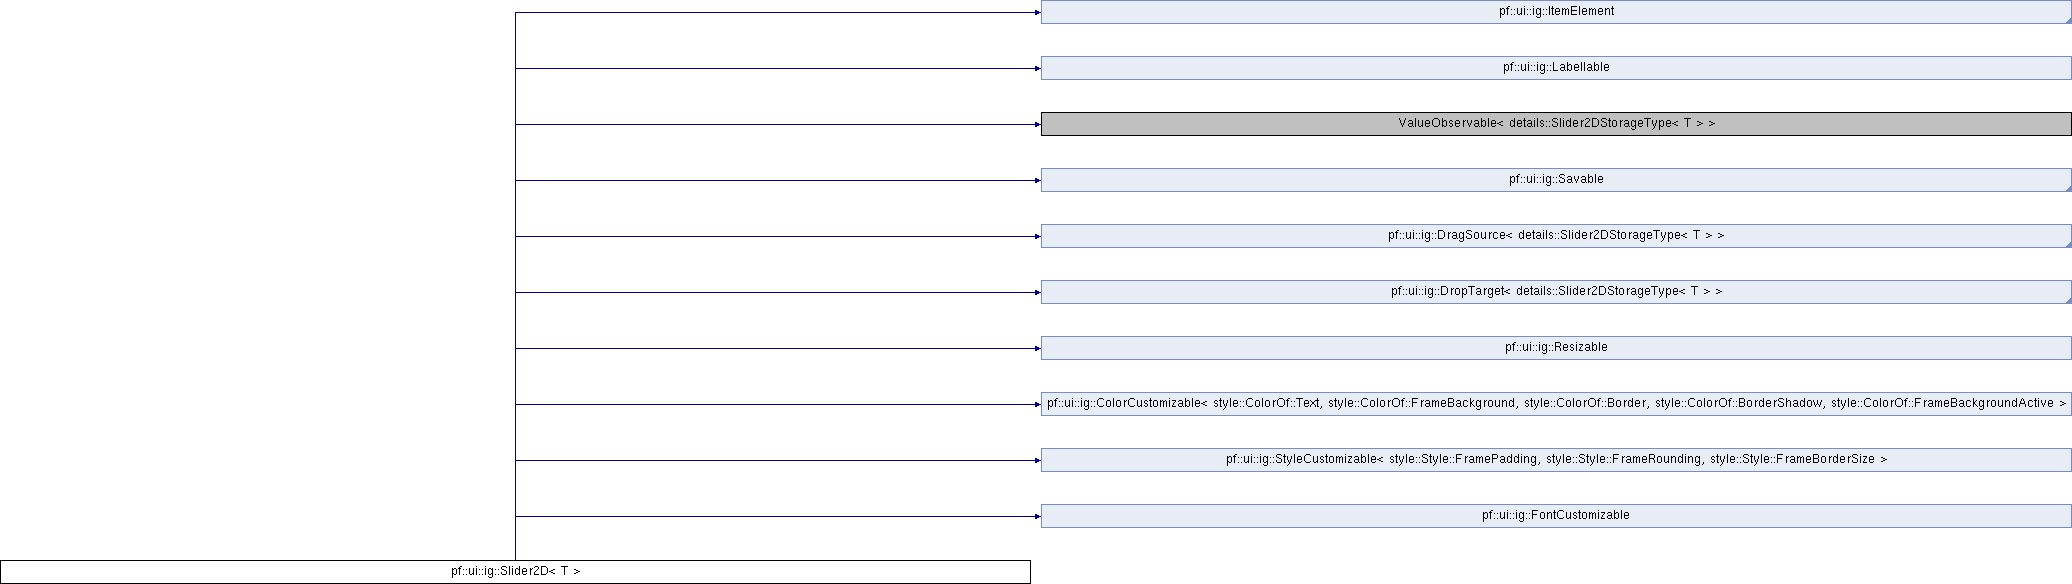 pf::ui::ig::ItemElement
pf::ui::ig::Labellable
ValueObservable< details::Slider2DStorageType< T > >
pf::ui::ig::Savable
pf::ui::ig::DragSource< details::Slider2DStorageType< T > >
pf::ui::ig::DropTarget< details::Slider2DStorageType< T > >
pf::ui::ig::Resizable
pf::ui::ig::ColorCustomizable< style::ColorOf::Text, style::ColorOf::FrameBackground, style::ColorOf::Border, style::ColorOf::BorderShadow, style::ColorOf::FrameBackgroundActive >
pf::ui::ig::StyleCustomizable< style::Style::FramePadding, style::Style::FrameRounding, style::Style::FrameBorderSize >
pf::ui::ig::FontCustomizable
pf::ui::ig::Slider2D< T >